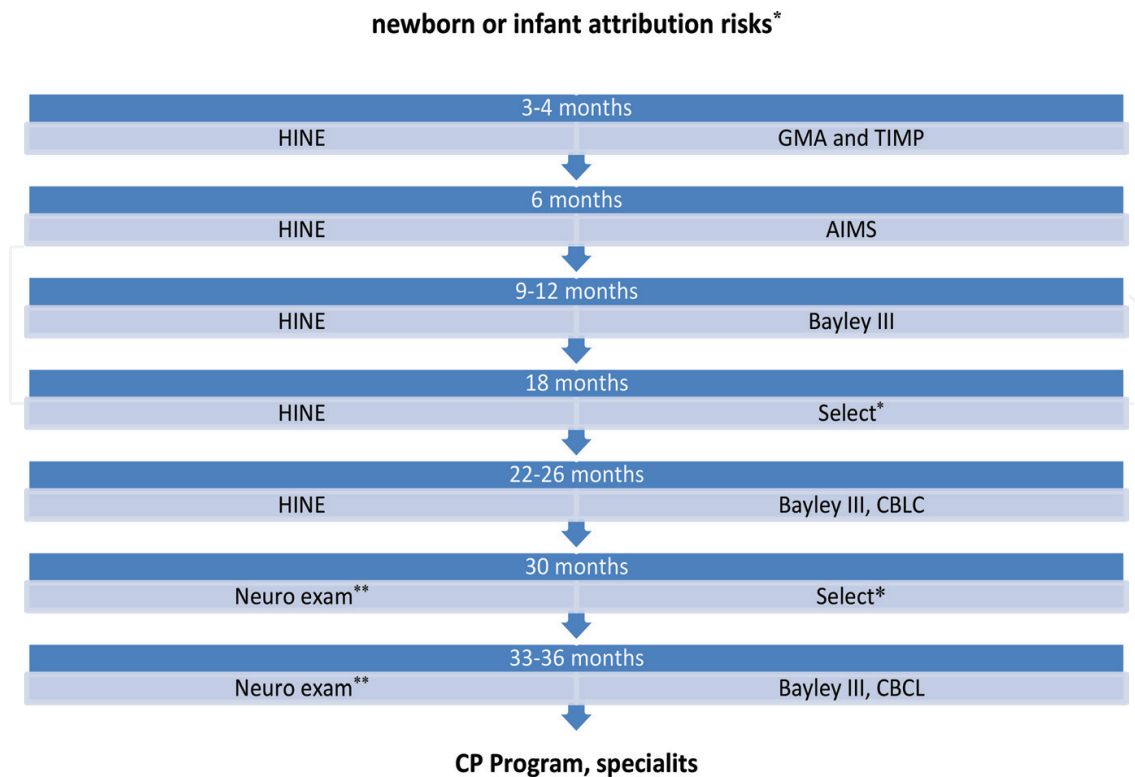 newborn or infant attribution risks*
3-4 months
HINE GMA and TIMP
6 months
HINE AIMS
9-12 months
HINE Bayley III
18 months
HINE Select*
22-26 months
HINE Bayley III, CBLC
30 months
Neuro exam** Select*
33-36 months
Neuro exam** Bayley III, CBCL
CP Program, specialits